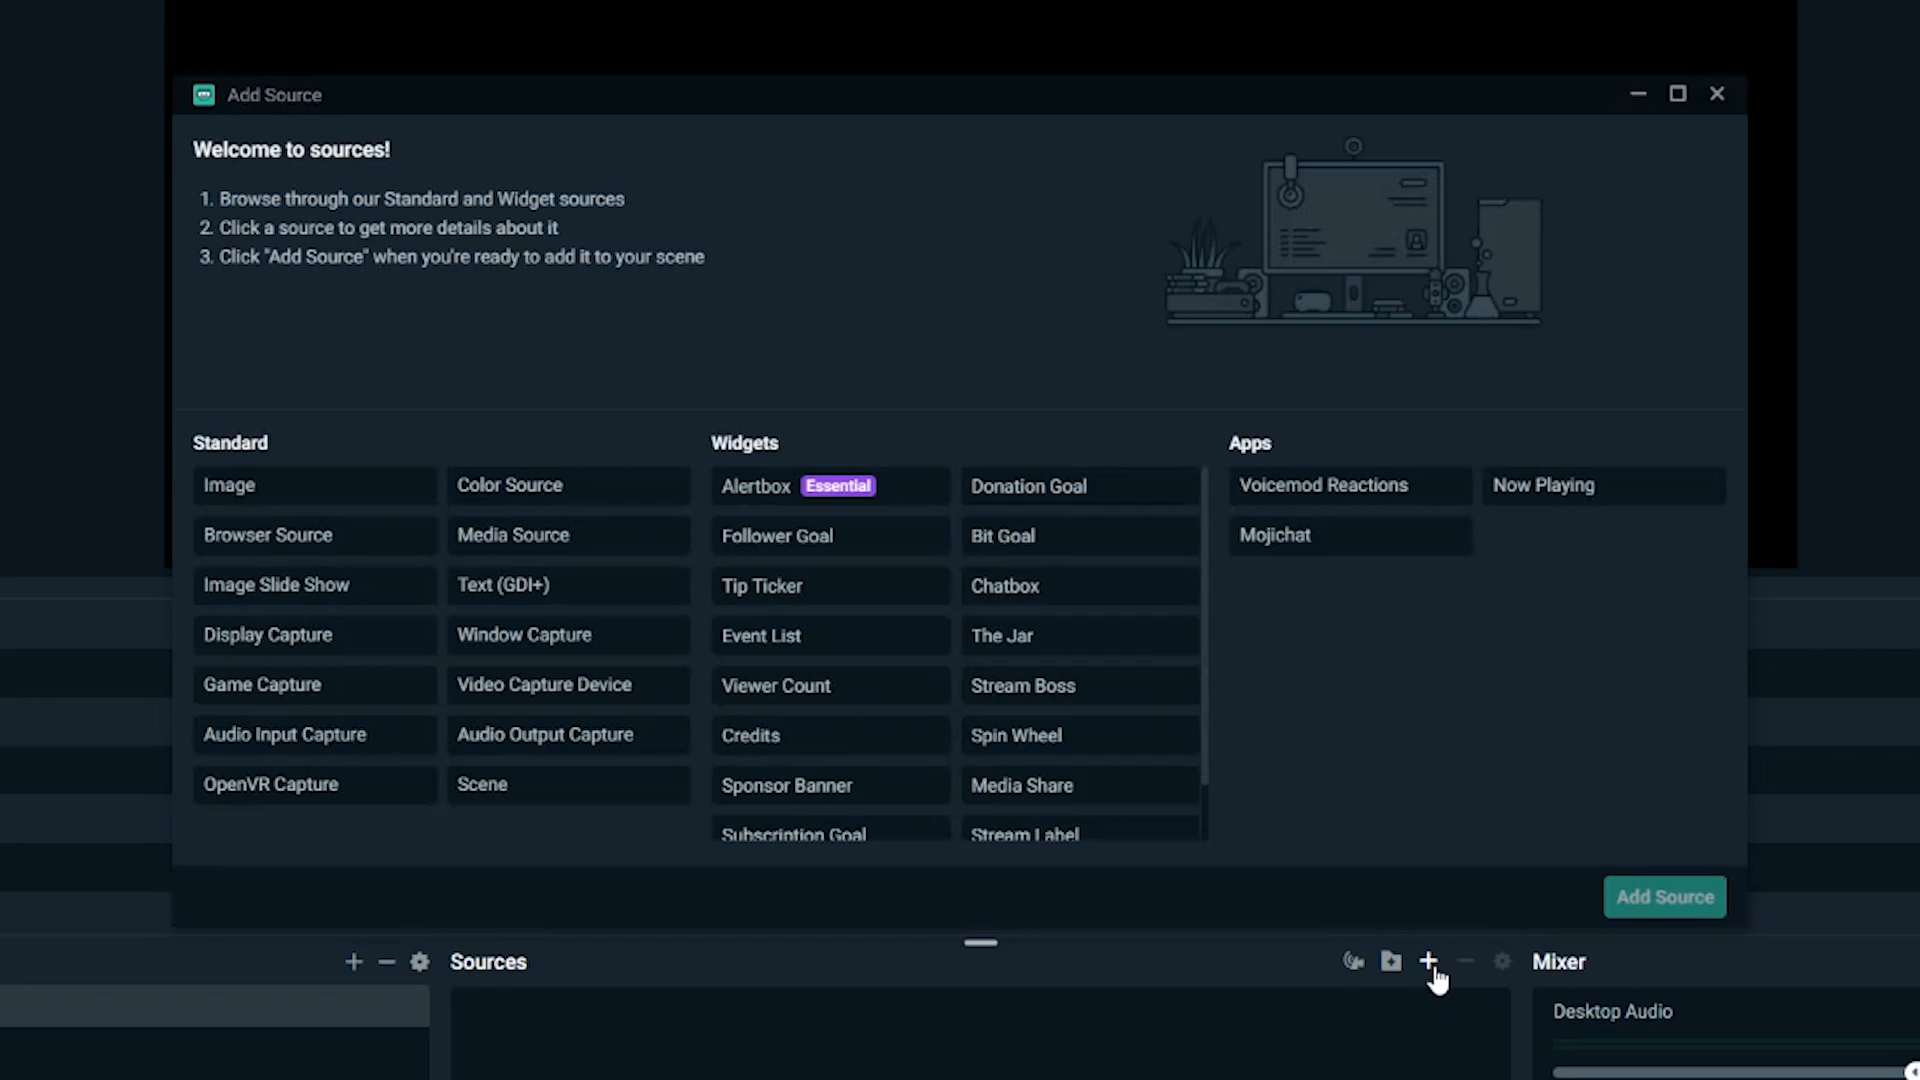 Add Source
Welcome to sources!
1. Browse through our Standard and Widget sources
2. Click a source to get more details about it
3. Click "Add Source" when you're ready to add it to your scene
Standard
Image
Color Source
Browser Source
Media Source
Image Slide Show
Text (GDI+)
Display Capture
Window Capture
Game Capture
Video Capture Device
Audio Input Capture
Audio Output Capture
OpenVR Capture
Scene
Widgets
Alertbox Essential
Donation Goal
Follower Goal
Bit Goal
Tip Ticker
Chatbox
Event List
The Jar
Viewer Count
Stream Boss
Credits
Spin Wheel
Sponsor Banner
Media Share
Subscription Goal
Stream Label
Apps
Voicemod Reactions
Now Playing
Mojichat
Add Source
Sources
Mixer
Desktop Audio